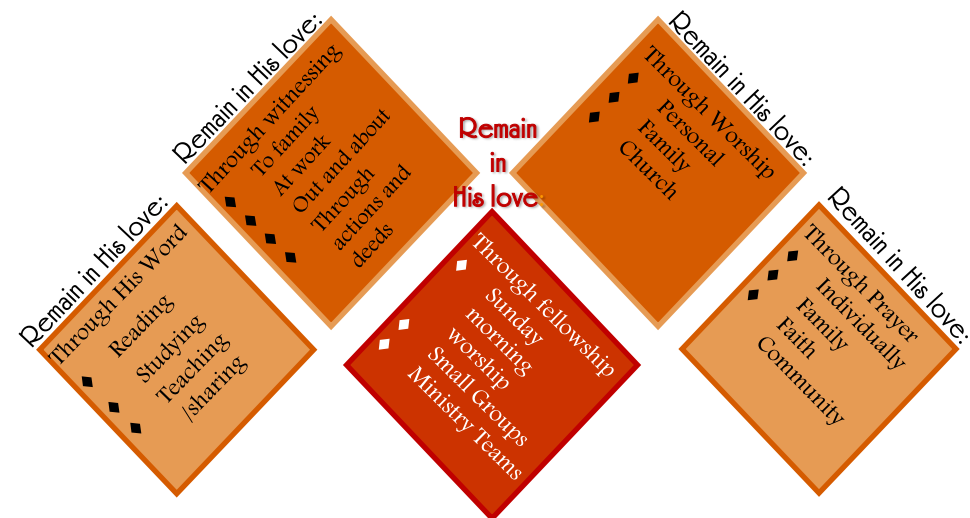 Remain in His love:
Through His Word
◆ Reading
◆ Studying
◆ Teaching
/sharing
Remain in His love:
Through witnessing
◆ To family
◆ At work
◆ Out and about
◆ Through
actions and
deeds
Remain
in
His love:
Through fellowship
◆ Sunday
morning
worship
◆ Small Groups
◆ Ministry Teams
Remain in His love:
Through Worship
◆ Personal
◆ Family
◆ Church
Remain in His love:
Through Prayer
◆ Individually
◆ Family
◆ Faith
Community